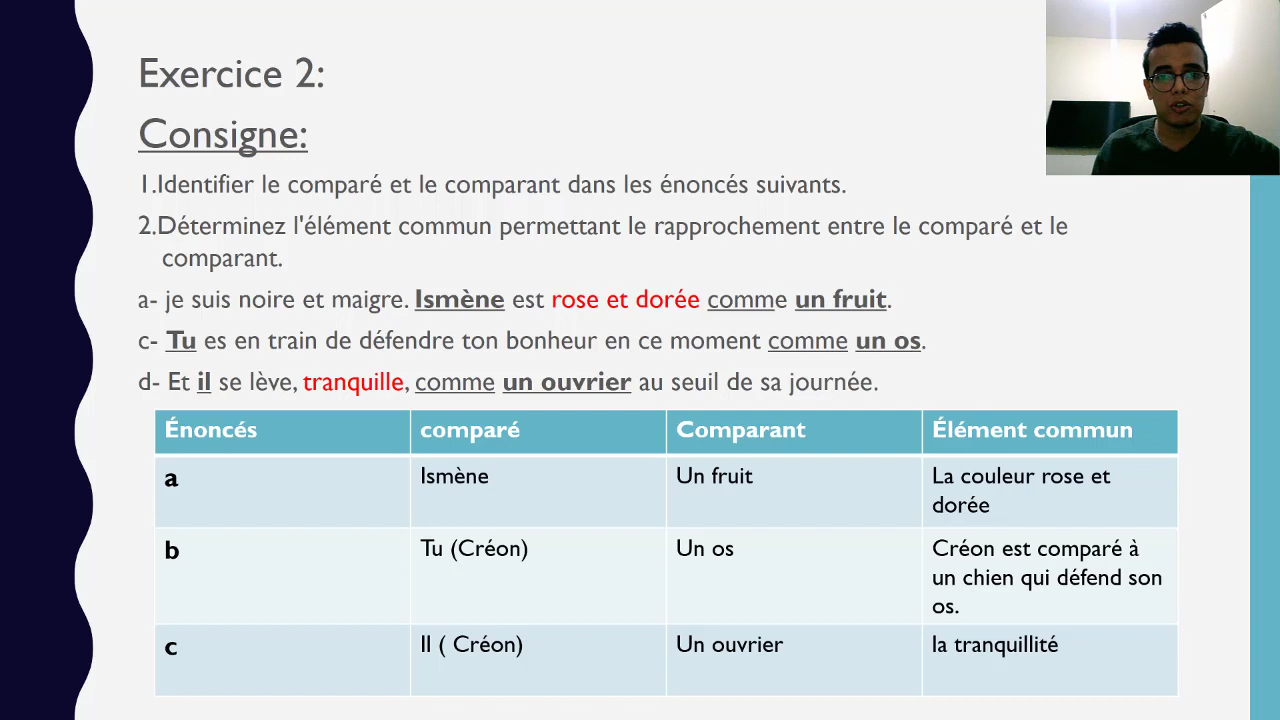 Exercice 2:
Consigne:
1.Identifier le comparé et le comparant dans les énoncés suivants.
2.Déterminez l'élément commun permettant le rapprochement entre le comparé et le
comparant.
a- je suis noire et maigre. Ismène est rose et dorée comme un fruit.
c- Tu es en train de défendre ton bonheur en ce moment comme un os.
d- Et il se lève, tranquille, comme un ouvrier au seuil de sa journée.
Énoncés comparé Comparant Élément commun
a Ismène Un fruit La couleur rose et
dorée
b Tu (Créon) Un os Créon est comparé à
un chien qui défend son
os.
c Il ( Créon) Un ouvrier la tranquillité